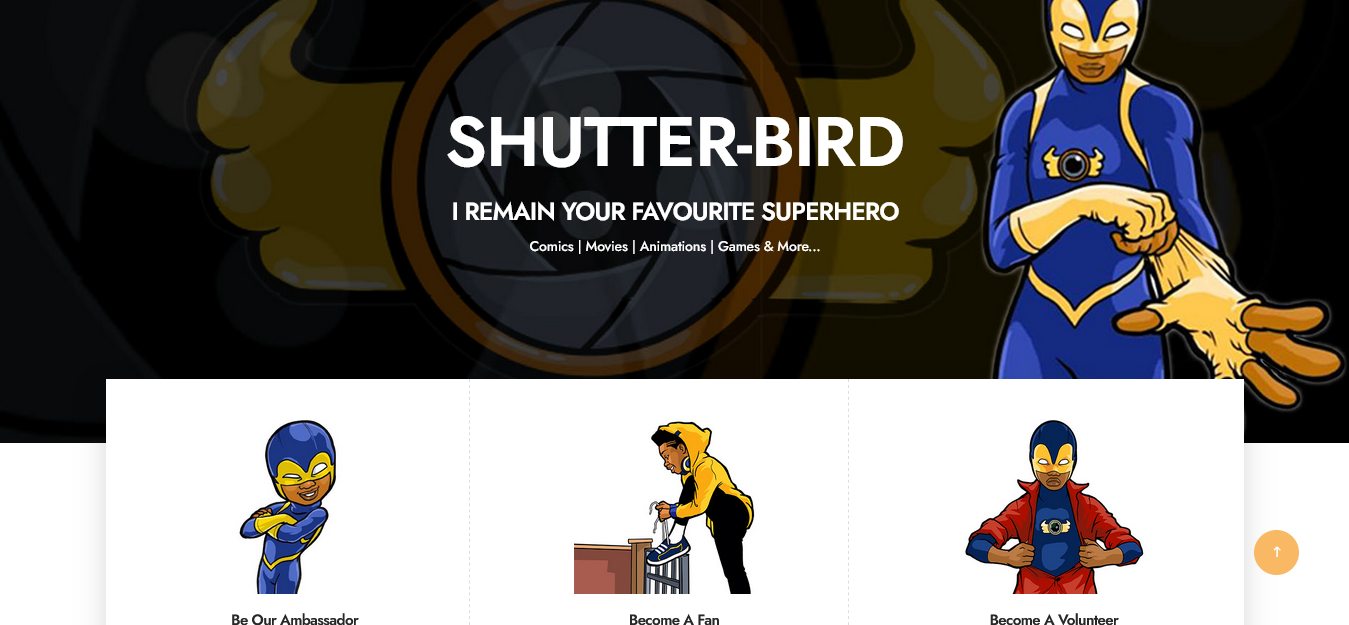 SHUTTER-BIRD
I REMAIN YOUR FAVOURITE SUPERHERO
Comics | Movies | Animations | Games & More...
Be Our Ambassador
Become A Fan
Become A Volunteer